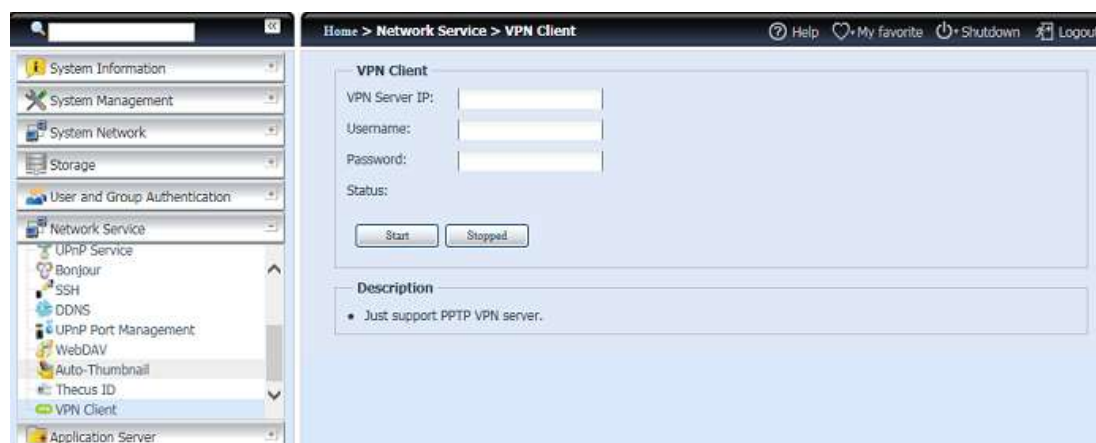 Home > Network Service > VPN Client
Help My favorite Shutdown Logout
System Information
System Management
System Network
Storage
User and Group Authentication
Network Service
UPnP Service
Bonjour
SSH
DDNS
UPnP Port Management
WebDAV
Auto-Thumbnail
Thecus ID
VPN Client
Application Server
VPN Client
VPN Server IP:
Username:
Password:
Status:
Start Stopped
Description
• Just support PPTP VPN server.